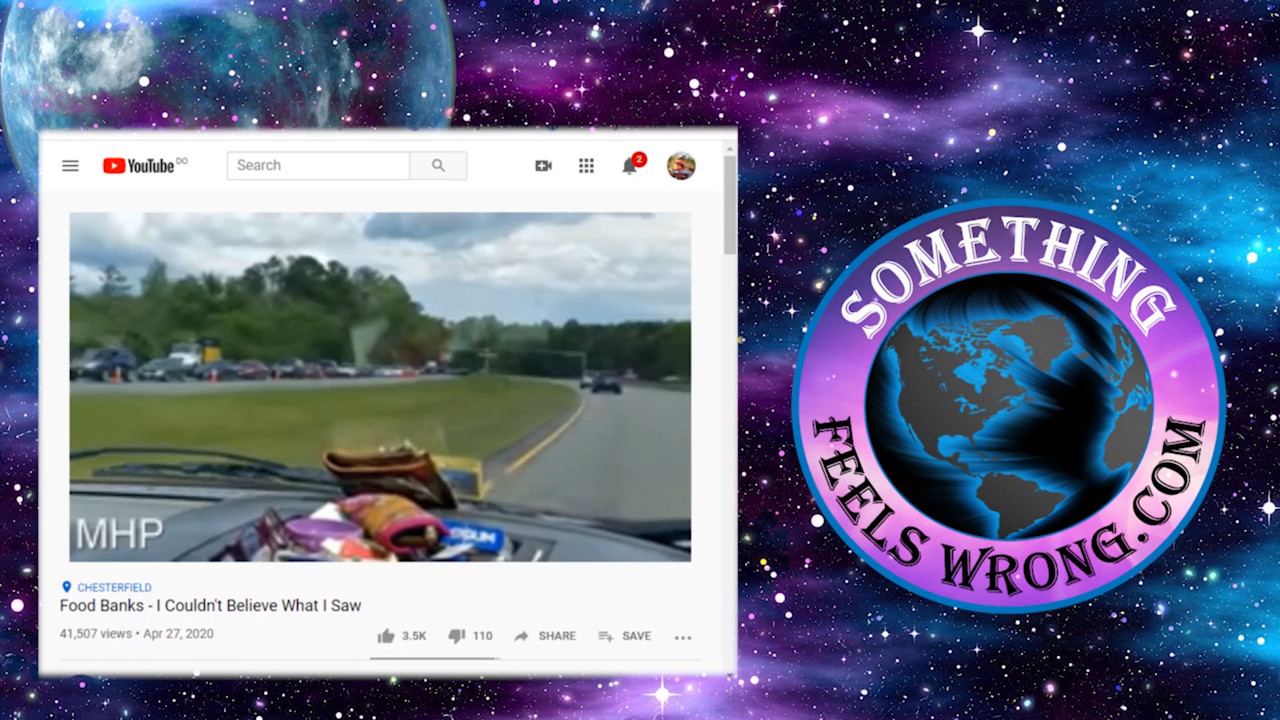 YouTube DO
Search
2
MHP
CHESTERFIELD
Food Banks - I Couldn't Believe What I Saw
41,507 views • Apr 27, 2020
3.5K
110
SHARE
SAVE
SOMETHING
FEELS WRONG.COM